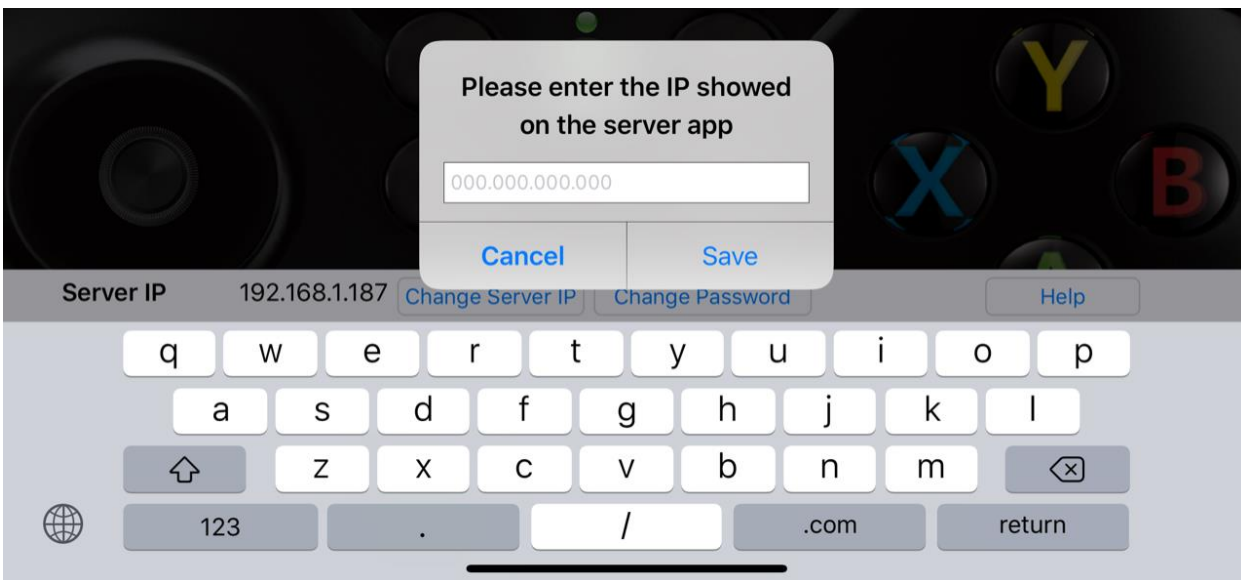 Y
X
B
A
Please enter the IP showed
on the server app
000.000.000.000
Cancel Save
Server IP 192.168.1.187 Change Server IP Change Password Help
q w e r t y u i o p
a s d f g h j k l
z x c v b n m
123 . / .com return